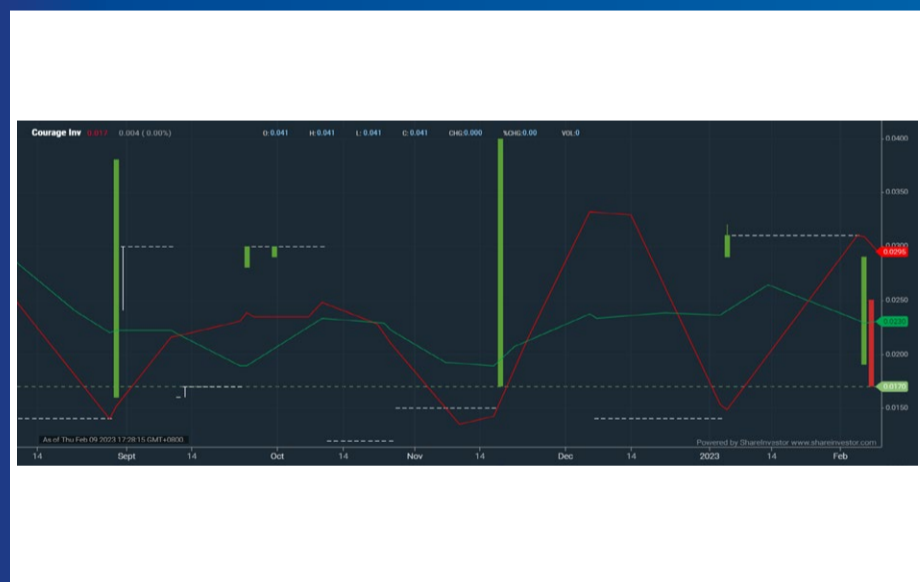 Courage Inv 0.017 0.004 ( 0.00%) O:0.041 H:0.041 L: 0.041 C: 0.041 CHG:0.000 %CHG:0.00 VOL:0
0.0400
0.0350
0.0300
0.0295
0.0250
0.0230
0.0200
0.0170
0.0150
As of Thu Feb 09 2023 17:28:15 GMT+0800
Powered by ShareInvestor www.shareinvestor.com
14 Sept 14 Oct 14 Nov 14 Dec 14 2023 14 Feb